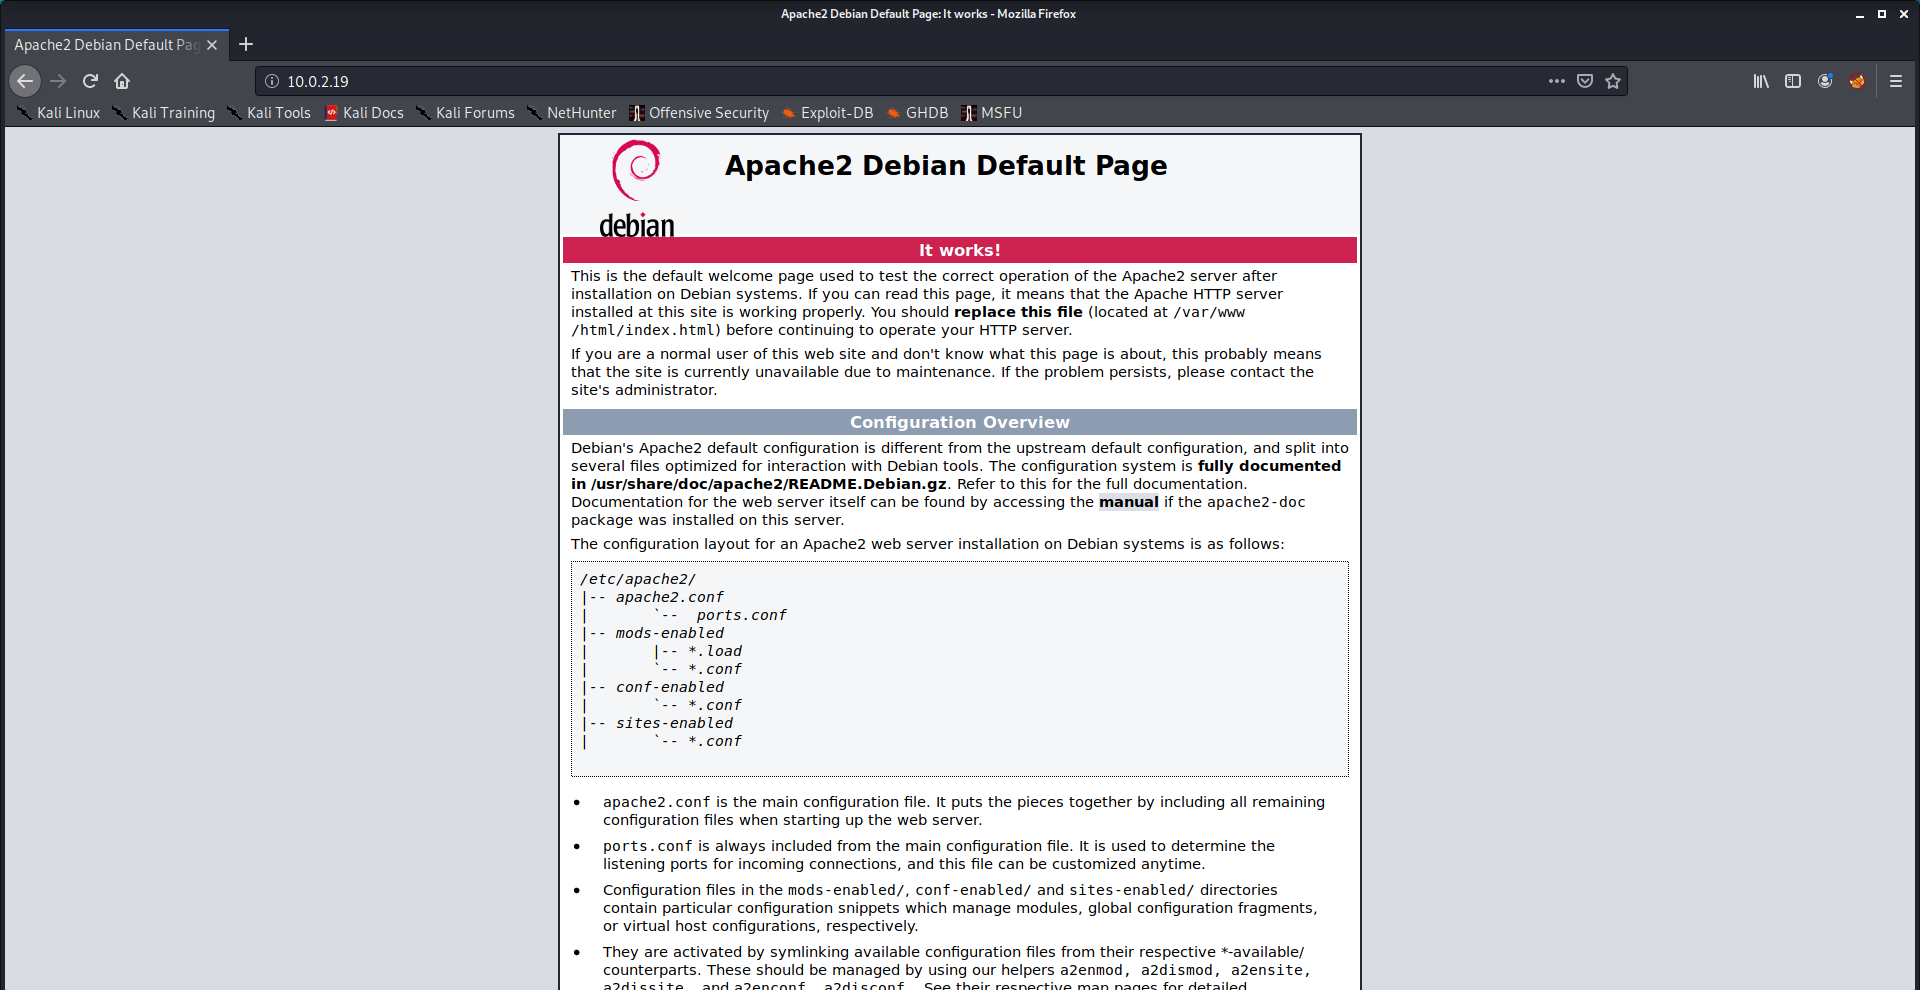 Apache2 Debian Default Page: It works - Mozilla Firefox
Apache2 Debian Default Pag
10.0.2.19
Kali Linux Kali Training Kali Tools Kali Docs Kali Forums NetHunter Offensive Security Exploit-DB GHDB MSFU
debian
Apache2 Debian Default Page
It works!
This is the default welcome page used to test the correct operation of the Apache2 server after
installation on Debian systems. If you can read this page, it means that the Apache HTTP server
installed at this site is working properly. You should replace this file (located at /var/www
/html/index.html) before continuing to operate your HTTP server.
If you are a normal user of this web site and don't know what this page is about, this probably means
that the site is currently unavailable due to maintenance. If the problem persists, please contact the
site's administrator.
Configuration Overview
Debian's Apache2 default configuration is different from the upstream default configuration, and split into
several files optimized for interaction with Debian tools. The configuration system is fully documented
in /usr/share/doc/apache2/README.Debian.gz. Refer to this for the full documentation.
Documentation for the web server itself can be found by accessing the manual if the apache2-doc
package was installed on this server.
The configuration layout for an Apache2 web server installation on Debian systems is as follows:
/etc/apache2/
|-- apache2.conf
|       `--  ports.conf
|-- mods-enabled
|       |-- *.load
|       `-- *.conf
|-- conf-enabled
|       `-- *.conf
|-- sites-enabled
|       `-- *.conf
• apache2.conf is the main configuration file. It puts the pieces together by including all remaining
configuration files when starting up the web server.
• ports.conf is always included from the main configuration file. It is used to determine the
listening ports for incoming connections, and this file can be customized anytime.
• Configuration files in the mods-enabled/, conf-enabled/ and sites-enabled/ directories
contain particular configuration snippets which manage modules, global configuration fragments,
or virtual host configurations, respectively.
• They are activated by symlinking available configuration files from their respective *-available/
counterparts. These should be managed by using our helpers a2enmod, a2dismod, a2ensite,
a2dissite, and a2enconf, a2disconf. See their respective man pages for detailed